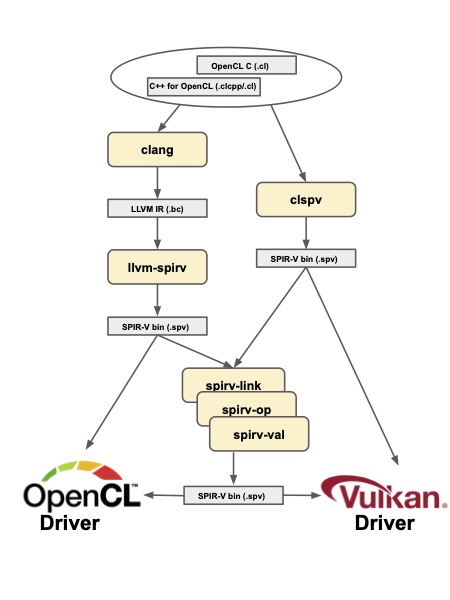 OpenCL C (.cl)
C++ for OpenCL (.clcpp/.cl)
clang
clspv
LLVM IR (.bc)
llvm-spirv
SPIR-V bin (.spv)
SPIR-V bin (.spv)
spirv-link
spirv-op
spirv-val
SPIR-V bin (.spv)
OpenCL™
Driver
Vulkan®
Driver